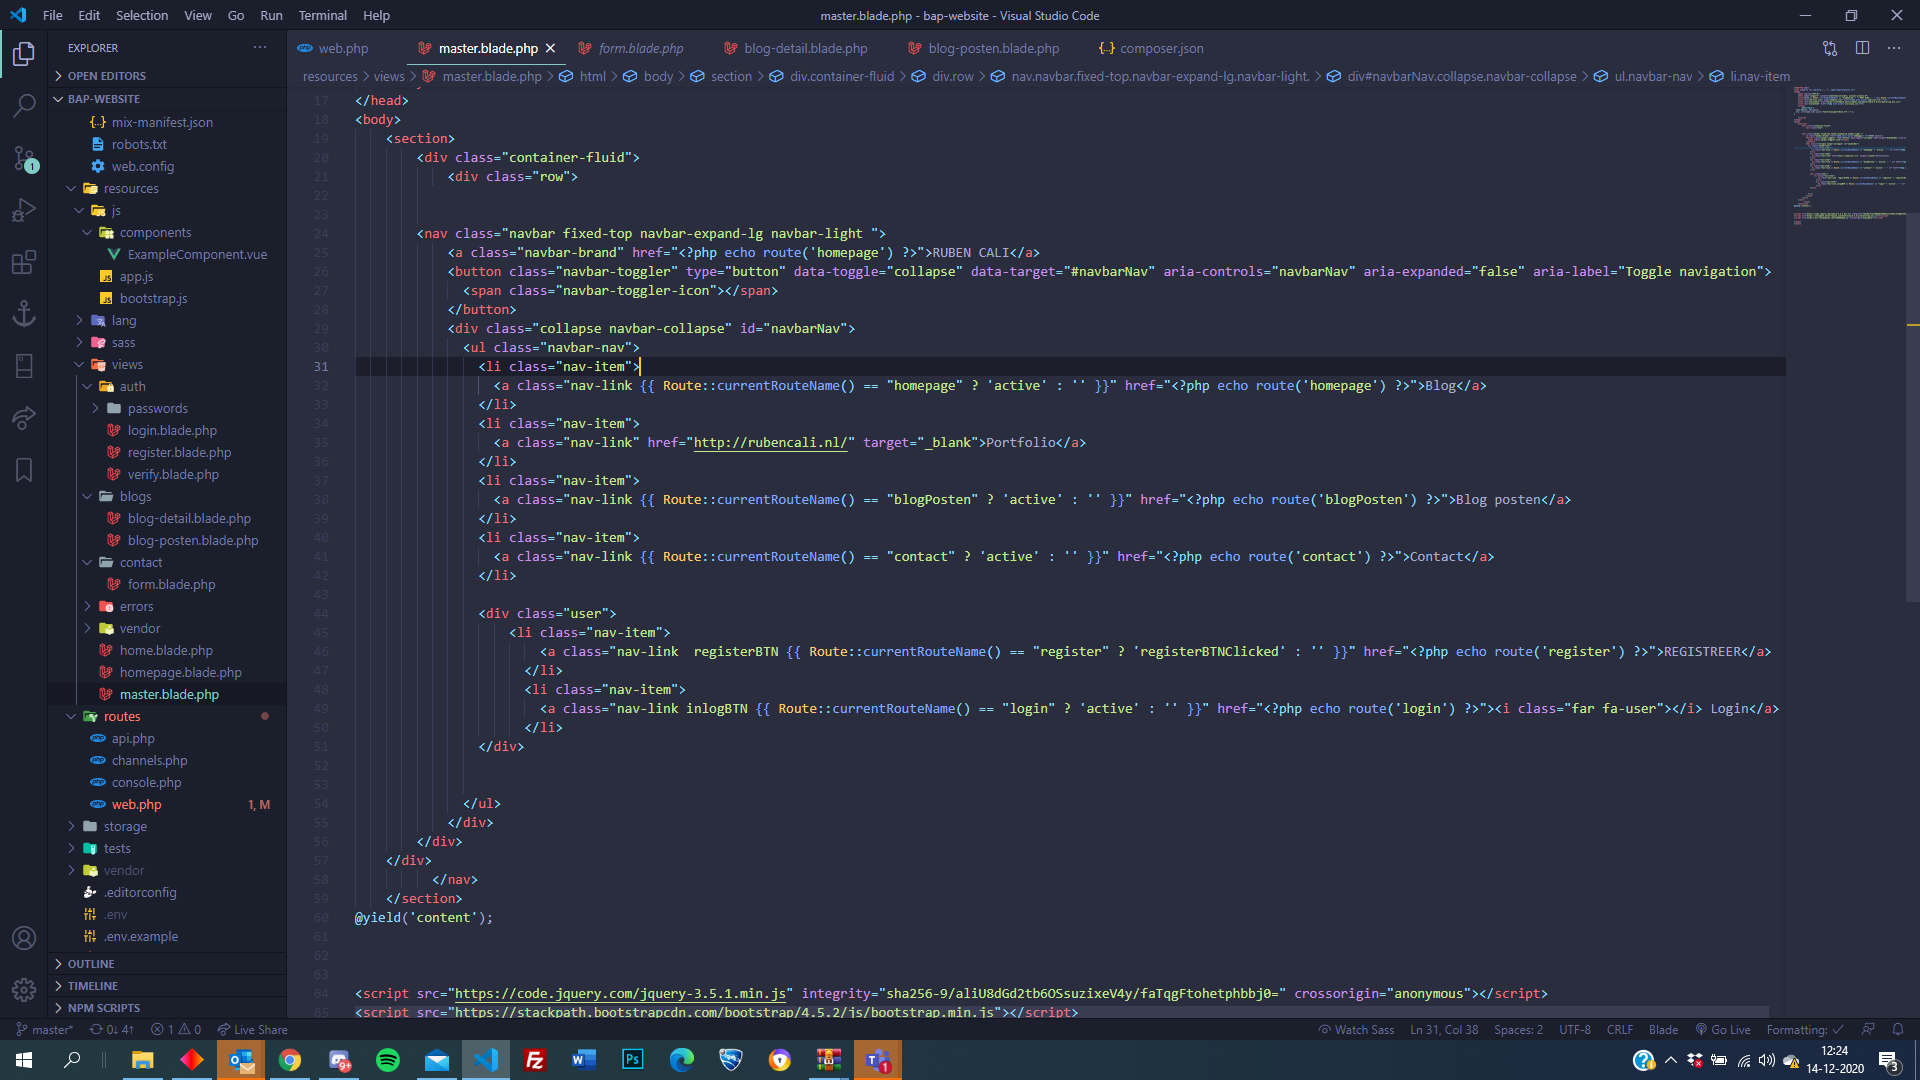 File Edit Selection View Go Run Terminal Help
master.blade.php - bap-website - Visual Studio Code
EXPLORER
OPEN EDITORS
BAP-WEBSITE
mix-manifest.json
robots.txt
web.config
resources
js
components
ExampleComponent.vue
app.js
bootstrap.js
lang
sass
views
auth
passwords
login.blade.php
register.blade.php
verify.blade.php
blogs
blog-detail.blade.php
blog-posten.blade.php
contact
form.blade.php
errors
vendor
home.blade.php
homepage.blade.php
master.blade.php
routes
api.php
channels.php
console.php
web.php 1, M
storage
tests
vendor
.editorconfig
.env
.env.example
OUTLINE
TIMELINE
NPM SCRIPTS
web.php master.blade.php form.blade.php blog-detail.blade.php blog-posten.blade.php composer.json
resources > views > master.blade.php > html > body > section > div.container-fluid > div.row > nav.navbar.fixed-top.navbar-expand-lg.navbar-light. > div#navbarNav.collapse.navbar-collapse > ul.navbar-nav > li.nav-item
17 </head>
18 <body>
19 <section>
20 <div class="container-fluid">
21 <div class="row">
22
23
24 <nav class="navbar fixed-top navbar-expand-lg navbar-light ">
25 <a class="navbar-brand" href="<?php echo route('homepage') ?>">RUBEN CALI</a>
26 <button class="navbar-toggler" type="button" data-toggle="collapse" data-target="#navbarNav" aria-controls="navbarNav" aria-expanded="false" aria-label="Toggle navigation">
27 <span class="navbar-toggler-icon"></span>
28 </button>
29 <div class="collapse navbar-collapse" id="navbarNav">
30 <ul class="navbar-nav">
31 <li class="nav-item">
32 <a class="nav-link {{ Route::currentRouteName() == "homepage" ? 'active' : '' }}" href="<?php echo route('homepage') ?>">Blog</a>
33 </li>
34 <li class="nav-item">
35 <a class="nav-link" href="http://rubencali.nl/" target="_blank">Portfolio</a>
36 </li>
37 <li class="nav-item">
38 <a class="nav-link {{ Route::currentRouteName() == "blogPosten" ? 'active' : '' }}" href="<?php echo route('blogPosten') ?>">Blog posten</a>
39 </li>
40 <li class="nav-item">
41 <a class="nav-link {{ Route::currentRouteName() == "contact" ? 'active' : '' }}" href="<?php echo route('contact') ?>">Contact</a>
42 </li>
43
44 <div class="user">
45 <li class="nav-item">
46 <a class="nav-link  registerBTN {{ Route::currentRouteName() == "register" ? 'registerBTNClicked' : '' }}" href="<?php echo route('register') ?>">REGISTREER</a>
47 </li>
48 <li class="nav-item">
49 <a class="nav-link inlogBTN {{ Route::currentRouteName() == "login" ? 'active' : '' }}" href="<?php echo route('login') ?>"><i class="far fa-user"></i> Login</a>
50 </li>
51 </div>
52
53
54 </ul>
55 </div>
56 </div>
57 </div>
58 </nav>
59 </section>
60 @yield('content');
61
62
63
64 <script src="https://code.jquery.com/jquery-3.5.1.min.js" integrity="sha256-9/aliU8dGd2tb6OSsuzixeV4y/faTqgFtohetphbbj0=" crossorigin="anonymous"></script>
65 <script src="https://stackpath.bootstrapcdn.com/bootstrap/4.5.2/js/bootstrap.min.js"></script>
master* 0↓ 4↑ 1 0 Live Share
Watch Sass Ln 31, Col 38 Spaces: 2 UTF-8 CRLF Blade Go Live Formatting: ✓
12:24
14-12-2020